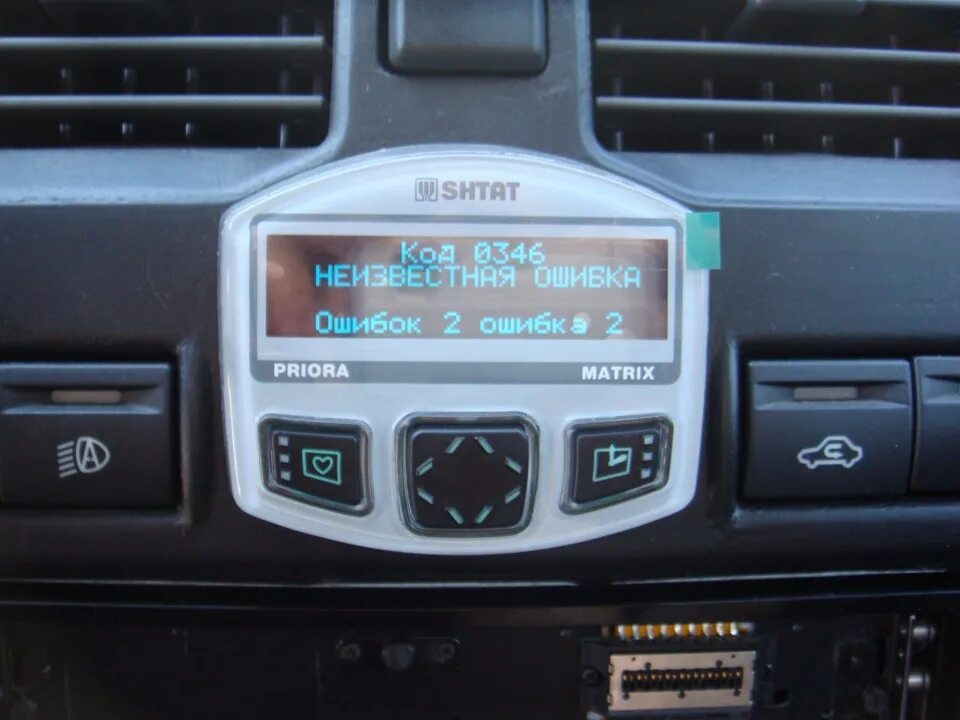 SHTAT
Код 0346
НЕИЗВЕСТНАЯ ОШИБКА
Ошибок 2 ошибка 2
PRIORA MATRIX
A